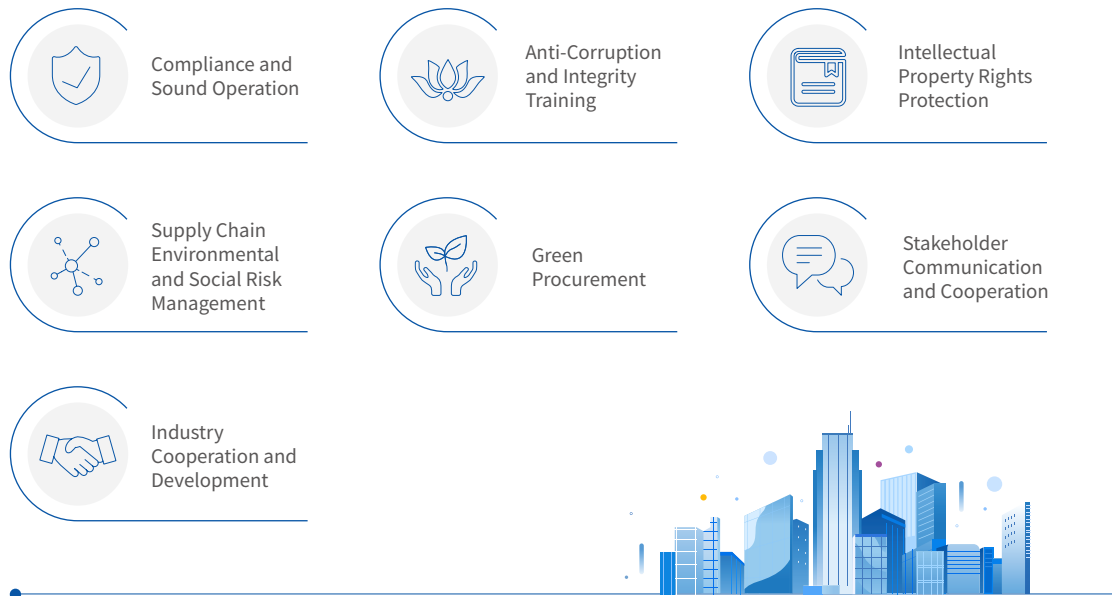 Compliance and
Sound Operation
Anti-Corruption
and Integrity
Training
Intellectual
Property Rights
Protection
Supply Chain
Environmental
and Social Risk
Management
Green
Procurement
Stakeholder
Communication
and Cooperation
Industry
Cooperation and
Development